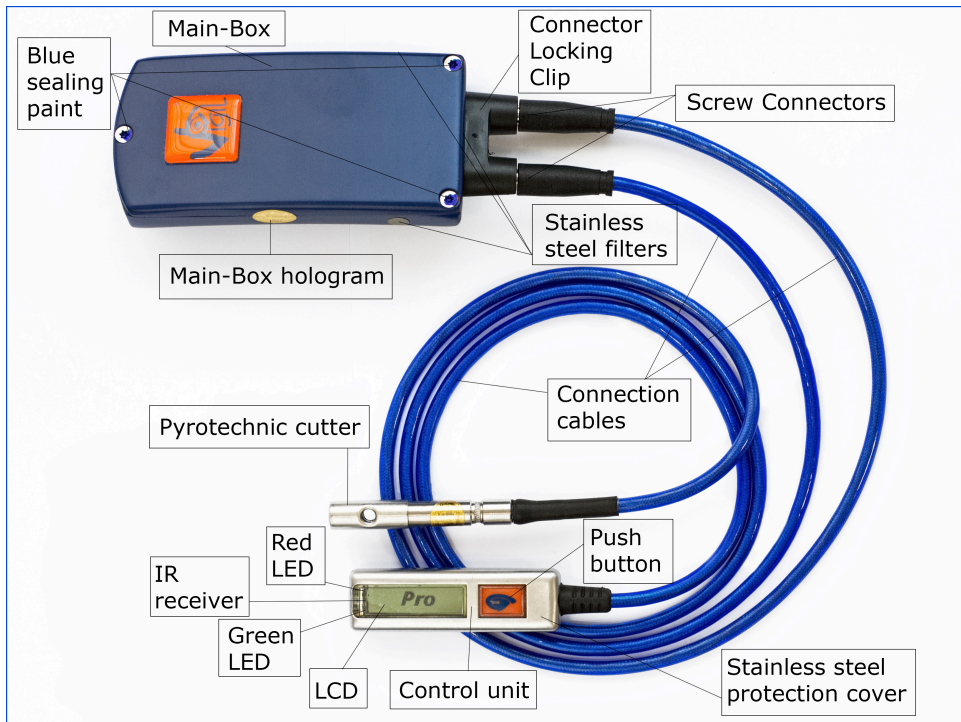 Main-Box
Connector
Locking
Clip
Blue
sealing
paint
Screw Connectors
Stainless
steel filters
Main-Box hologram
Connection
cables
Pyrotechnic cutter
Red
LED
Push
button
IR
receiver
Pro
Green
LED
LCD
Control unit
Stainless steel
protection cover